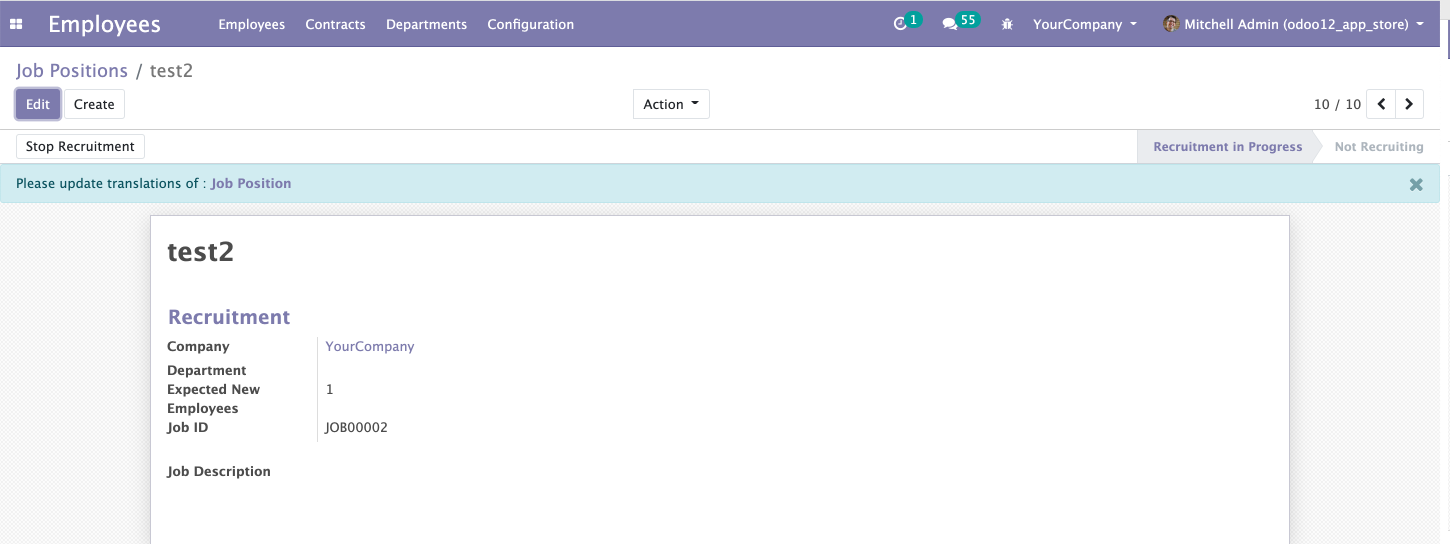 Employees Employees Contracts Departments Configuration 1 55 YourCompany Mitchell Admin (odoo12_app_store)
Job Positions / test2
Edit Create Action 10 / 10
Stop Recruitment Recruitment in Progress Not Recruiting
Please update translations of : Job Position
test2
Recruitment
Company YourCompany
Department
Expected New 1
Employees
Job ID JOB00002
Job Description